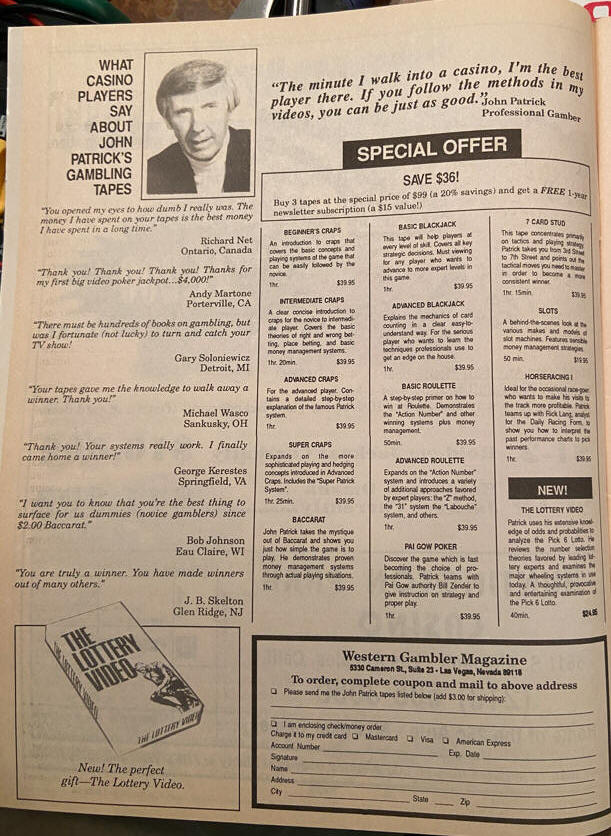 WHAT
CASINO
PLAYERS
SAY
ABOUT
JOHN
PATRICK'S
GAMBLING
TAPES
"You opened my eyes to how dumb I really was. The
money I have spent on your tapes is the best money
I have spent in a long time."
Richard Net
Ontario, Canada
"Thank you! Thank you! Thank you! Thanks for
my first big video poker jackpot...$4,000!"
Andy Martone
Porterville, CA
"There must be hundreds of books on gambling, but
was I fortunate (not lucky) to turn and catch your
TV show!
Gary Soloniewicz
Detroit, MI
"Your tapes gave me the knowledge to walk away a
winner. Thank you!"
Michael Wasco
Sankusky, OH
"Thank you! Your systems really work. I finally
came home a winner!"
George Kerestes
Springfield, VA
"I want you to know that you're the best thing to
surface for us dummies (novice gamblers) since
$2.00 Baccarat."
Bob Johnson
Eau Claire, WI
"You are truly a winner. You have made winners
out of many others."
J. B. Skelton
Glen Ridge, NJ
THE
LOTTERY
VIDEO
THE LOTTERY VIDEO
THE LOTTERY VIDEO
New! The perfect
gift—The Lottery Video.
"The minute I walk into a casino, I'm the best
player there. If you follow the methods in my
videos, you can be just as good."
John Patrick
Professional Gamber
SPECIAL OFFER
SAVE $36!
Buy 3 tapes at the special price of $99 (a 20% savings) and get a FREE 1-year
newsletter subscription (a $15 value!)
BEGINNER'S CRAPS
An introduction to craps that
covers the basic concepts and
playing systems of the game that
can be easily followed by the
novice.
1hr. $39.95
INTERMEDIATE CRAPS
A clear concise introduction to
craps for the novice to intermedi-
ate player. Covers the basic
theories of right and wrong bet-
ting, place betting, and basic
money management systems.
1hr. 20min. $39.95
ADVANCED CRAPS
For the advanced player. Con-
tains a detailed step-by-step
explanation of the famous Patrick
system.
1hr. $39.95
SUPER CRAPS
Expands on the more
sophisticated playing and hedging
concepts introduced in Advanced
Craps. Includes the "Super Patrick
System".
1hr. 25min. $39.95
BACCARAT
John Patrick takes the mystique
out of Baccarat and shows you
just how simple the game is to
play. He demonstrates proven
money management systems
through actual playing situations.
1hr. $39.95
BASIC BLACKJACK
This tape will help players at
every level of skill. Covers all key
strategic decisions. Must viewing
for any player who wants to
advance to more expert levels in
this game.
1hr. $39.95
ADVANCED BLACKJACK
Explains the mechanics of card
counting in a clear easy-to-
understand way. For the serious
player who wants to learn the
techniques professionals use to
get an edge on the house.
1hr. $39.95
BASIC ROULETTE
A step-by-step primer on how to
win at Roulette. Demonstrates
the "Action Number" and other
winning systems plus money
management.
50min. $39.95
ADVANCED ROULETTE
Expands on the "Action Number"
system and introduces a variety
of additional approaches favored
by expert players: the "Z" method,
the "31" system the "Labouche"
system, and others.
1hr. $39.95
PAI GOW POKER
Discover the game which is fast
becoming the choice of pro-
fessionals. Patrick teams with
Pai Gow authority Bill Zender to
give instruction on strategy and
proper play.
1hr. $39.95
7 CARD STUD
This tape concentrates primarily
on tactics and playing strategy.
Patrick takes you from 3rd Street
to 7th Street and points out the
tactical moves you need to master
in order to become a more
consistent winner.
1hr. 15min. $39.95
SLOTS
A behind-the-scenes look at the
various makes and models of
slot machines. Features sensible
money management strategies.
50 min. $19.95
HORSERACING I
Ideal for the occasional race-goer
who wants to make his visits to
the track more profitable. Patrick
teams up with Rick Lang, analyst
for the Daily Racing Form, to
show you how to interpret the
past performance charts to pick
winners.
1hr. $39.95
NEW!
THE LOTTERY VIDEO
Patrick uses his extensive knowl-
edge of odds and probabilities to
analyze the Pick 6 Lotto. He
reviews the number selection
theories favored by leading lot-
tery experts and examines the
major wheeling systems in use
today. A thoughtful, provocative
and entertaining examination of
the Pick 6 Lotto.
40min. $24.95
Western Gambler Magazine
5330 Cameron St., Suite 23 - Las Vegas, Nevada 89118
To order, complete coupon and mail to above address
Please send me the John Patrick tapes listed below (add $3.00 for shipping):
I am enclosing check/money order
Charge it to my credit card Mastercard Visa American Express
Account Number Exp. Date
Signature
Name
Address
City State Zip